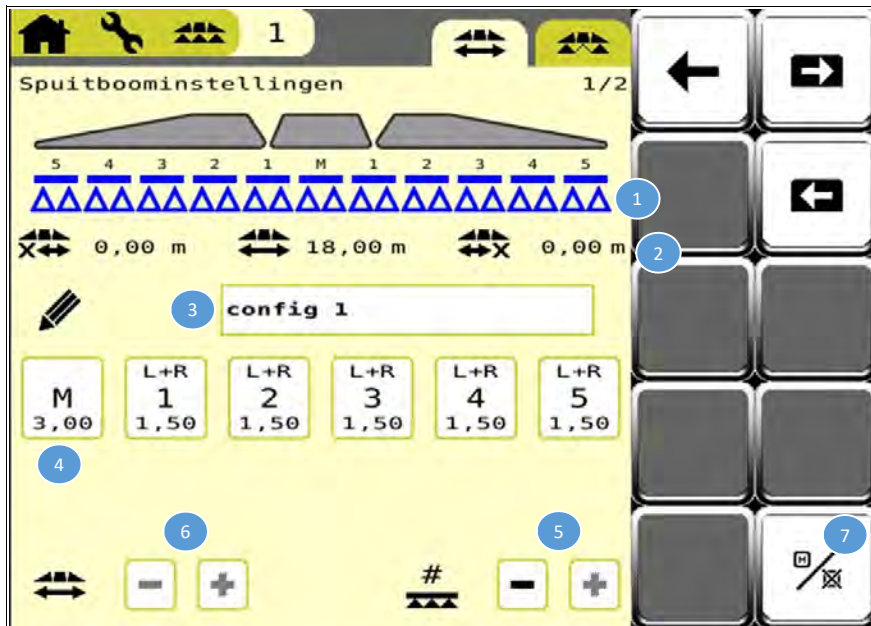 1
Spuitboominstellingen 1/2
5 4 3 2 1 M 1 2 3 4 5
1
X 0,00 m 18,00 m X 0,00 m
2
3 config 1
M 3,00
L+R 1 1,50
L+R 2 1,50
L+R 3 1,50
L+R 4 1,50
L+R 5 1,50
4
6 5
#
- + - +
7
M